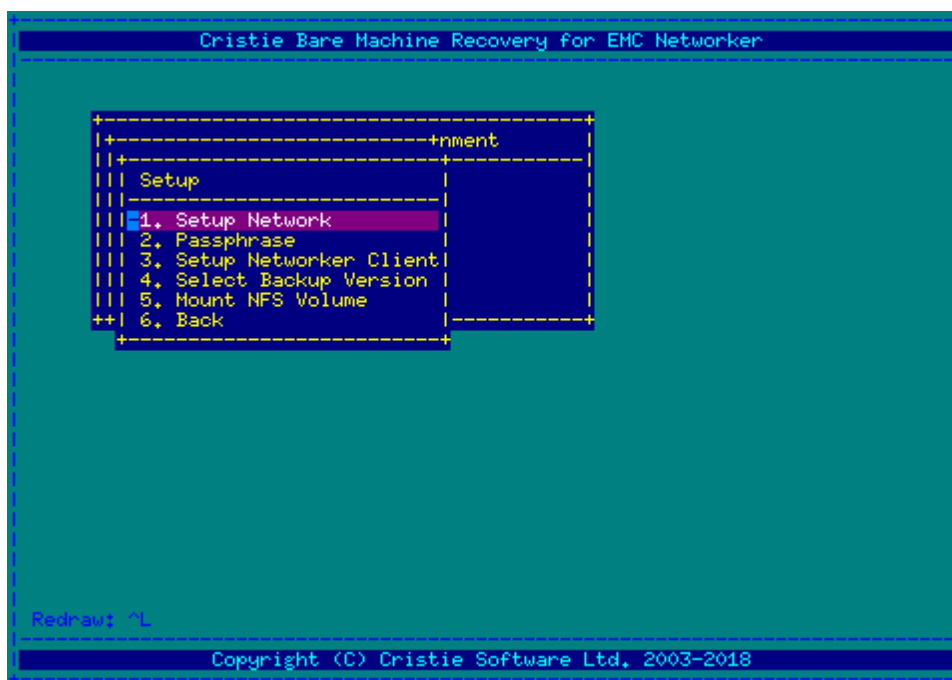 Cristie Bare Machine Recovery for EMC Networker
nment
Setup
1. Setup Network
2. Passphrase
3. Setup Networker Client
4. Select Backup Version
5. Mount NFS Volume
6. Back
Redraw: ^L
Copyright (C) Cristie Software Ltd. 2003-2018